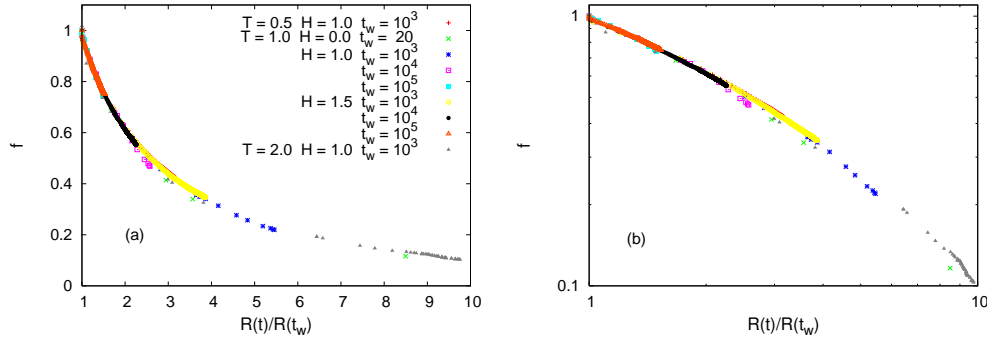 T = 0.5 H = 1.0 t_w = 10^3
T = 1.0 H = 0.0 t_w = 20
H = 1.0 t_w = 10^3
t_w = 10^4
t_w = 10^5
H = 1.5 t_w = 10^3
t_w = 10^4
t_w = 10^5
T = 2.0 H = 1.0 t_w = 10^3
1
0.8
0.6
0.4
0.2
0
f
(a)
1 2 3 4 5 6 7 8 9 10
R(t)/R(t_w)
1
0.1
f
(b)
1 10
R(t)/R(t_w)